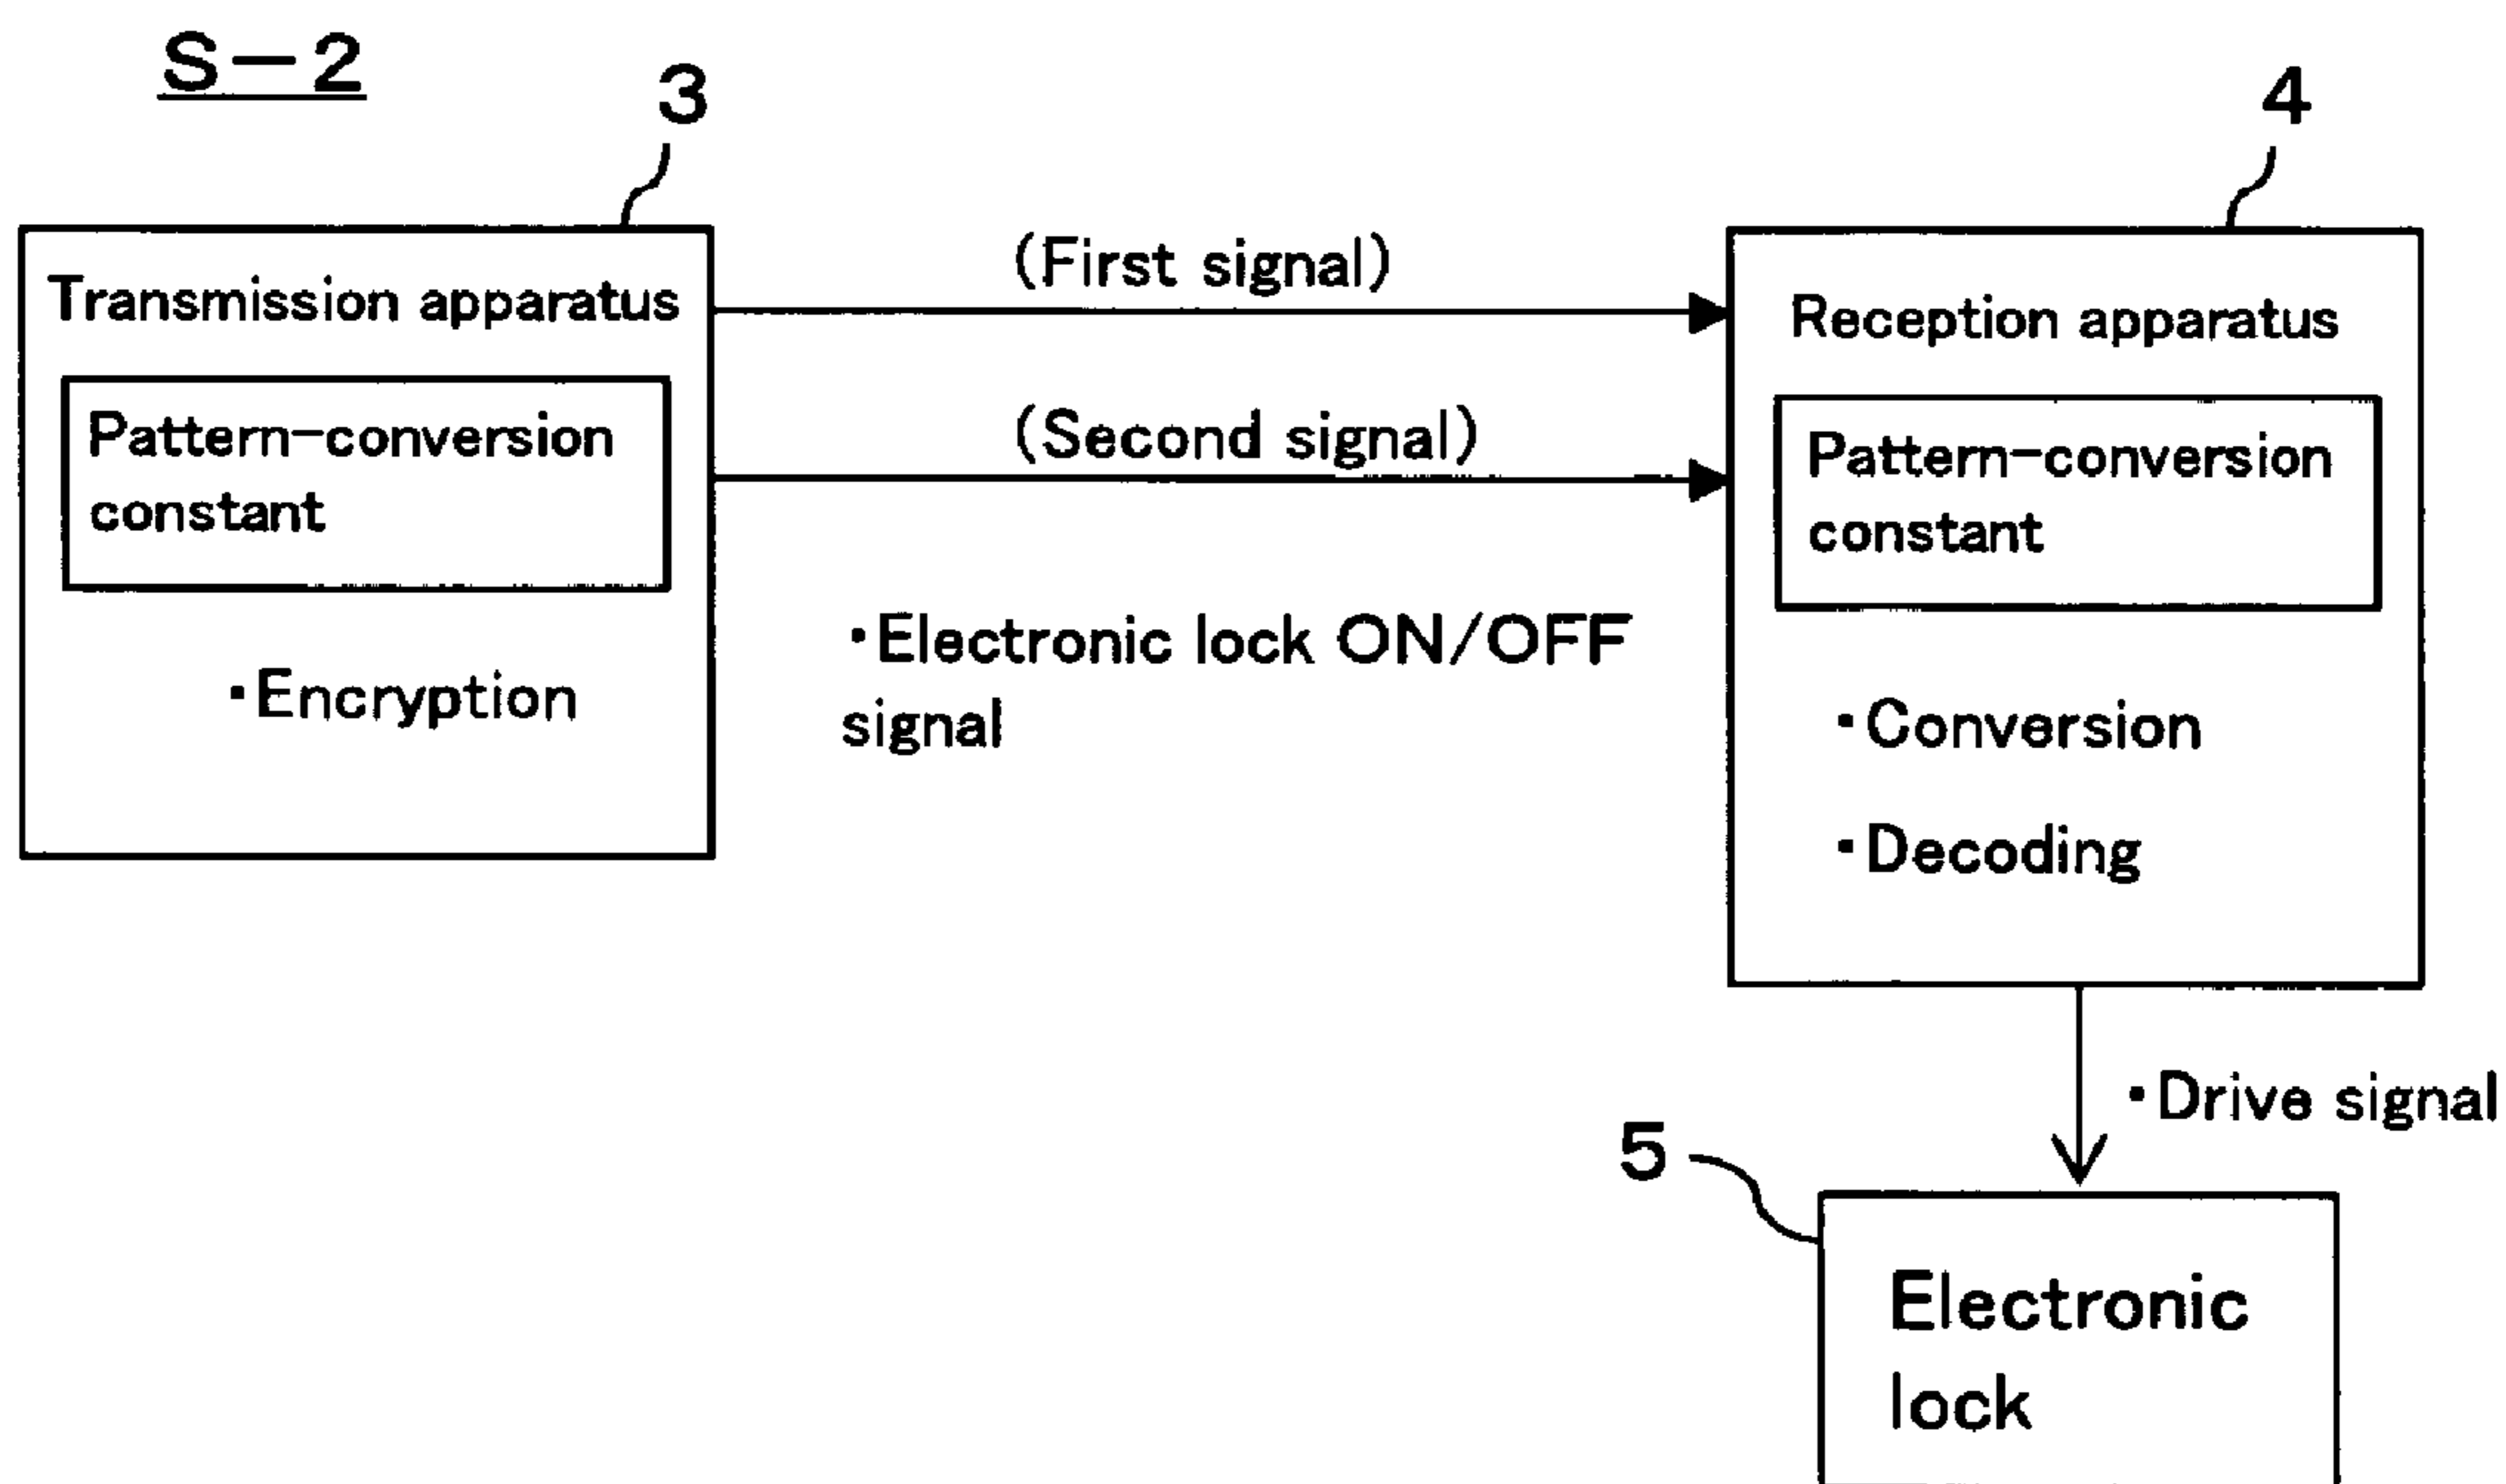 S-2
3
4
Transmission apparatus
Pattern-conversion
constant
・Encryption
(First signal)
(Second signal)
・Electronic lock ON/OFF
signal
Reception apparatus
Pattern-conversion
constant
・Conversion
・Decoding
・Drive signal
5
Electronic
lock